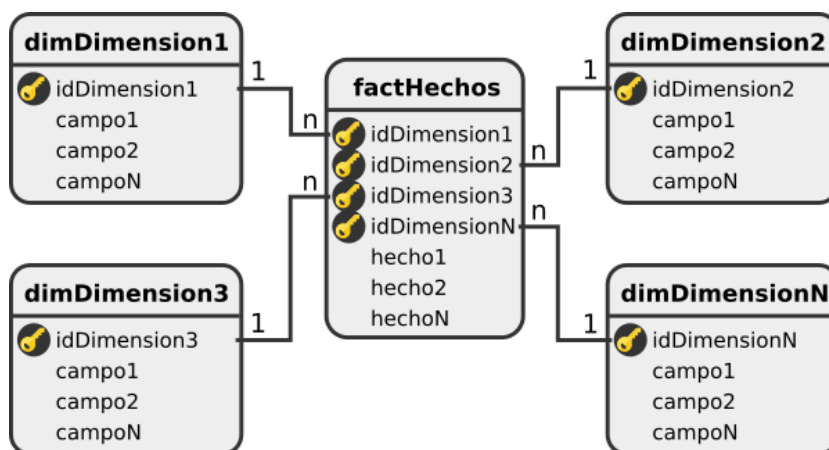 dimDimension1
idDimension1
campo1
campo2
campoN
1
n
factHechos
idDimension1
idDimension2
idDimension3
idDimensionN
hecho1
hecho2
hechoN
dimDimension2
idDimension2
campo1
campo2
campoN
1
n
dimDimension3
idDimension3
campo1
campo2
campoN
1
n
dimDimensionN
idDimensionN
campo1
campo2
campoN
1
n